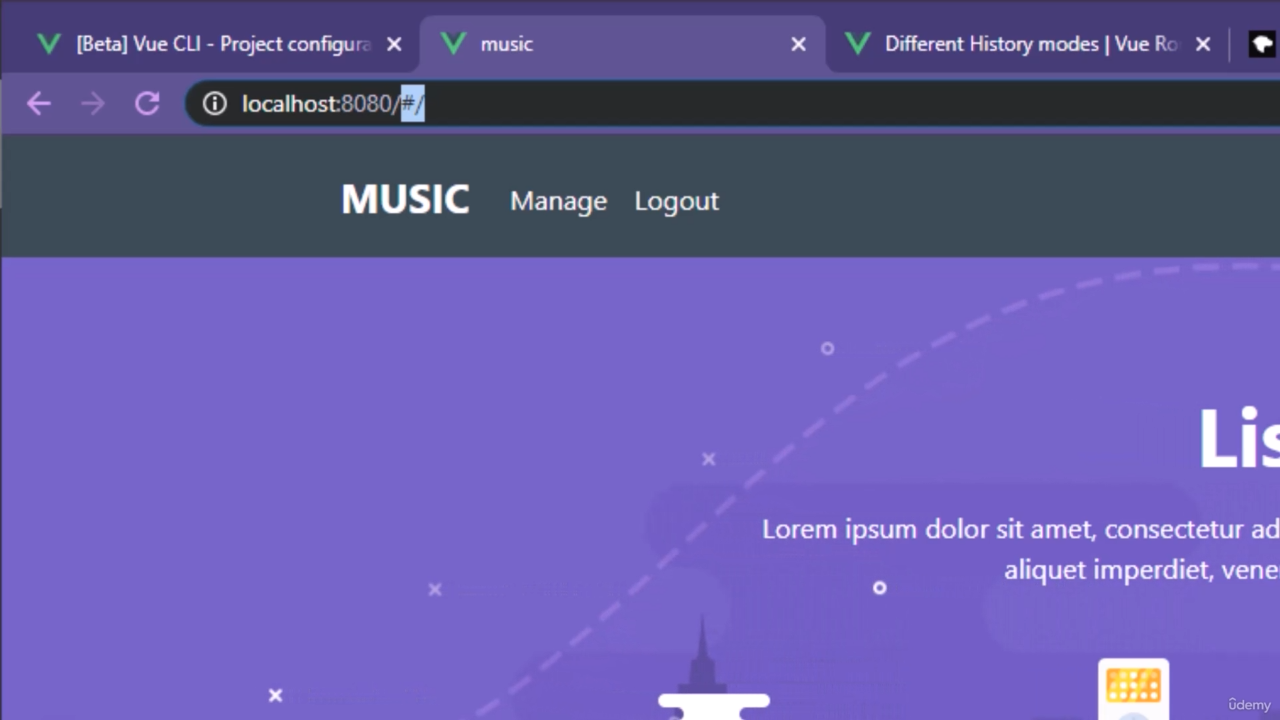 [Beta] Vue CLI - Project configura
music
Different History modes | Vue Ro
localhost:8080/#/
MUSIC Manage Logout
Lis
Lorem ipsum dolor sit amet, consectetur ad
aliquet imperdiet, vene
ûdemy